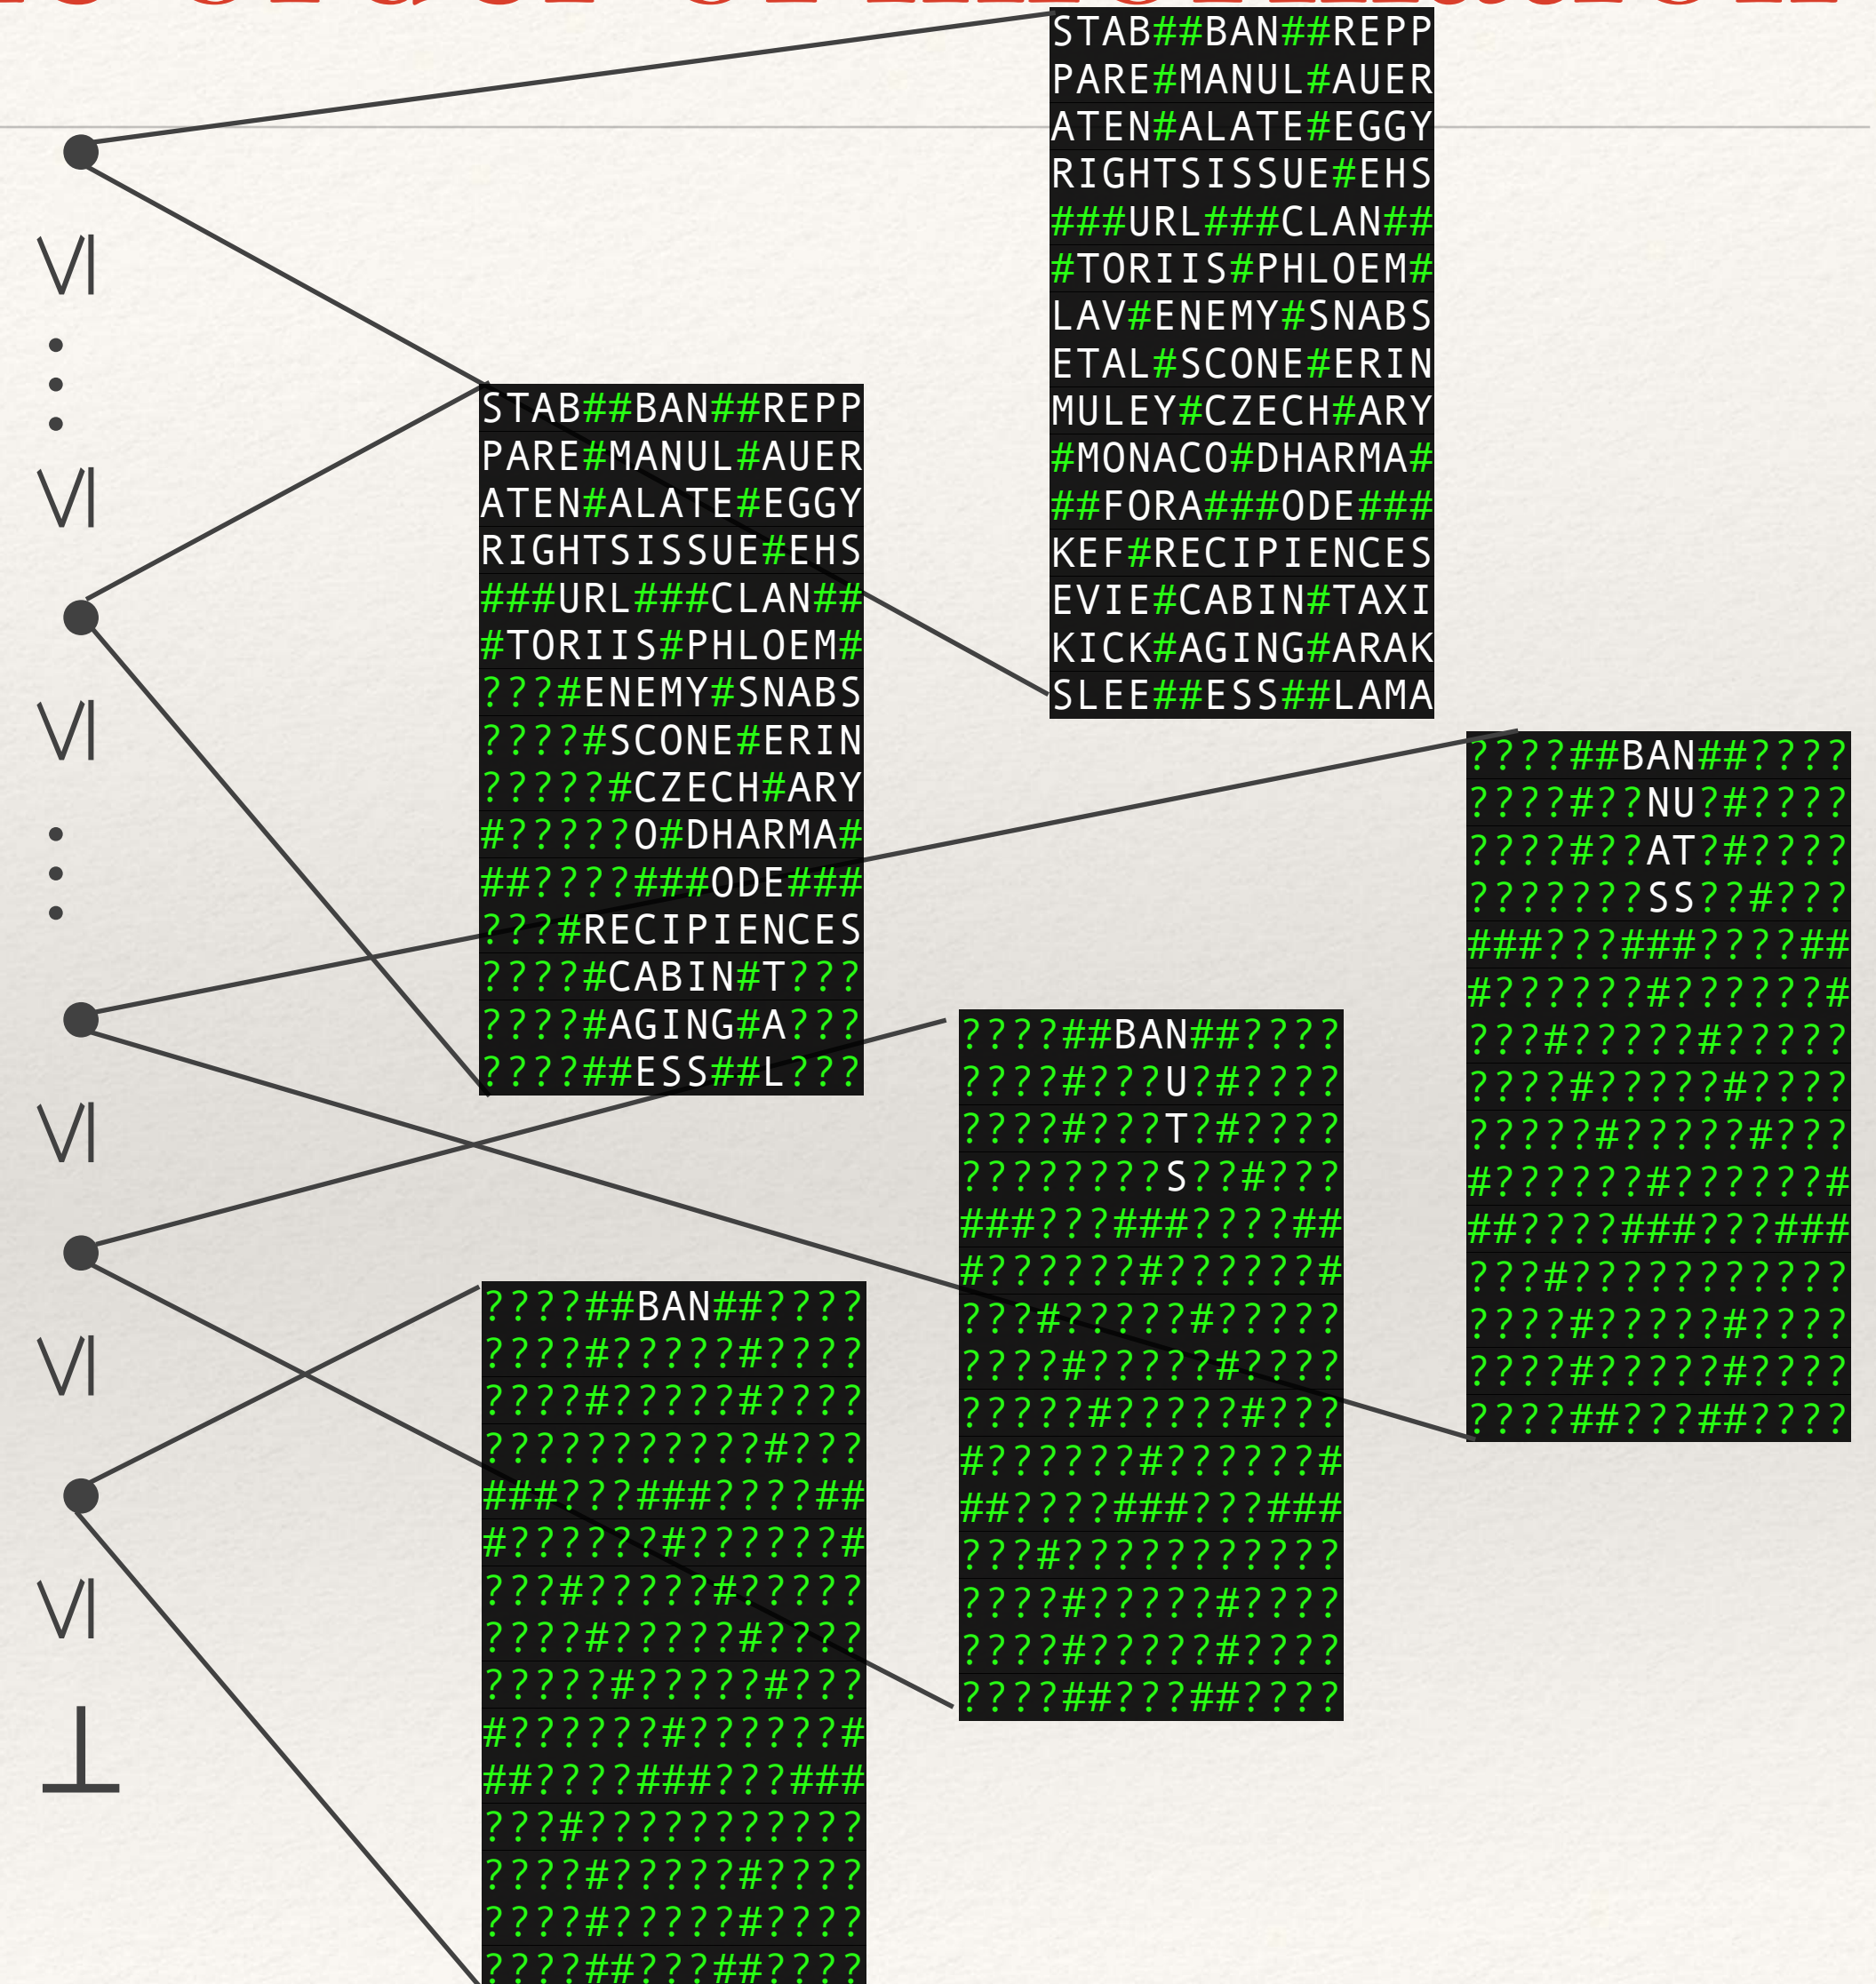 STAB##BAN##REPP
PARE#MANUL#AUER
ATEN#ALATE#EGGY
RIGHTSISSUE#EHS
###URL###CLAN##
#TORIIS#PHLOEM#
LAV#ENEMY#SNABS
ETAL#SCONE#ERIN
MULEY#CZECH#ARY
#MONACO#DHARMA#
##FORA###ODE###
KEF#RECIPIENCES
EVIE#CABIN#TAXI
KICK#AGING#ARAK
SLEE##ESS##LAMA
STAB##BAN##REPP
PARE#MANUL#AUER
ATEN#ALATE#EGGY
RIGHTSISSUE#EHS
###URL###CLAN##
#TORIIS#PHLOEM#
???#ENEMY#SNABS
????#SCONE#ERIN
?????#CZECH#ARY
#?????O#DHARMA#
##????###ODE###
???#RECIPIENCES
????#CABIN#T???
????#AGING#A???
????##ESS##L???
????##BAN##????
????#??NU?#????
????#??AT?#????
???????SS??#???
###???###????##
#??????#??????#
???#?????#?????
????#?????#????
?????#?????#???
#??????#??????#
##????###???###
???#???????????
????#?????#????
????#?????#????
????##???##????
????##BAN##????
????#???U?#????
????#???T?#????
????????S??#???
###???###????##
#??????#??????#
???#?????#?????
????#?????#????
?????#?????#???
#??????#??????#
##????###???###
???#???????????
????#?????#????
????#?????#????
????##???##????
????##BAN##????
????#?????#????
????#?????#????
???????????#???
###???###????##
#??????#??????#
???#?????#?????
????#?????#????
?????#?????#???
#??????#??????#
##????###???###
???#???????????
????#?????#????
????#?????#????
????##???##????
⊥